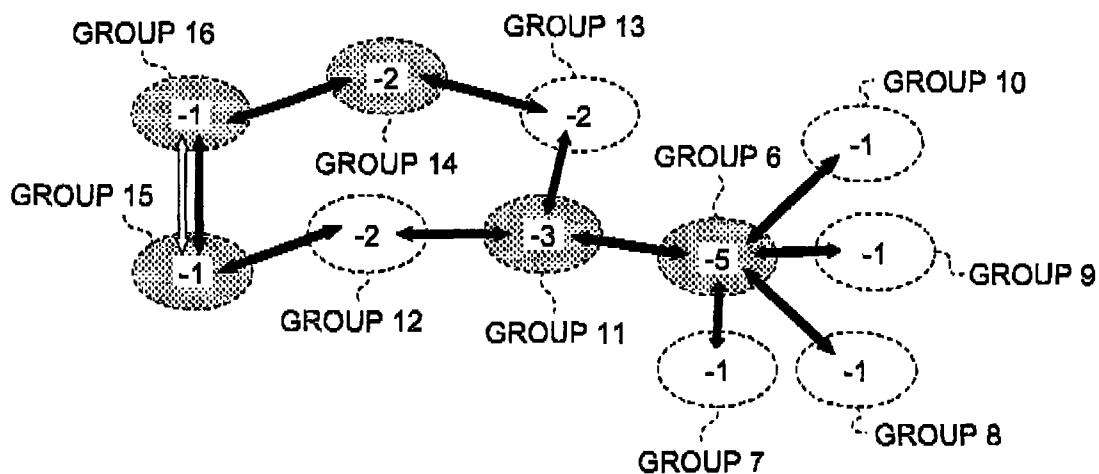 GROUP 16
GROUP 13
-1
-2
-2
GROUP 10
-1
GROUP 14
GROUP 6
GROUP 15
-1
-2
-3
-5
-1
GROUP 9
GROUP 12
GROUP 11
-1
-1
GROUP 7
GROUP 8